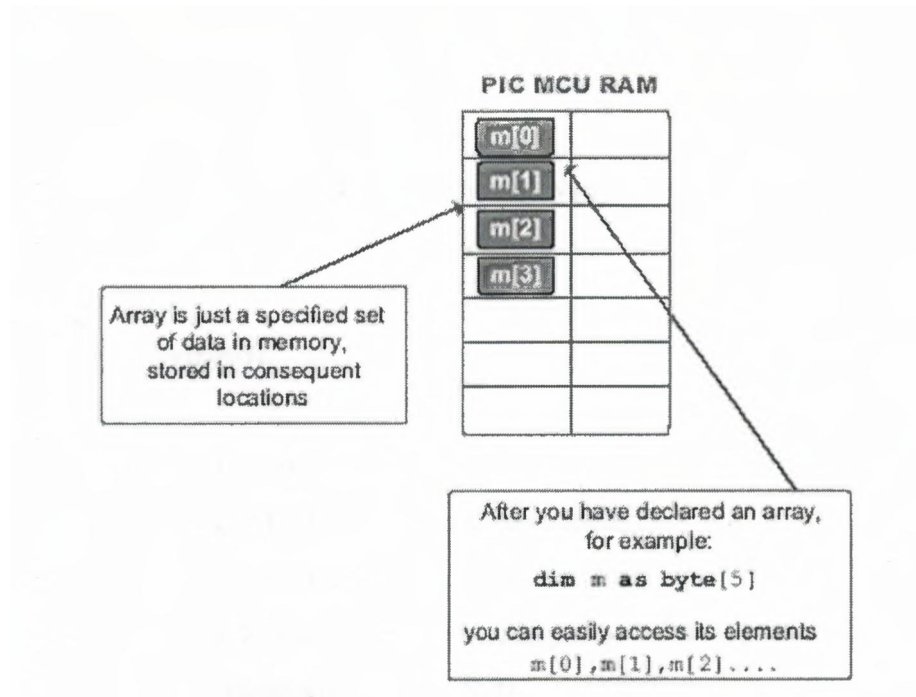 PIC MCU RAM
m[0]
m[1]
m[2]
m[3]
Array is just a specified set
of data in memory,
stored in consequent
locations
After you have declared an array,
for example:
dim m as byte[5]
you can easily access its elements
m[0],m[1],m[2]....